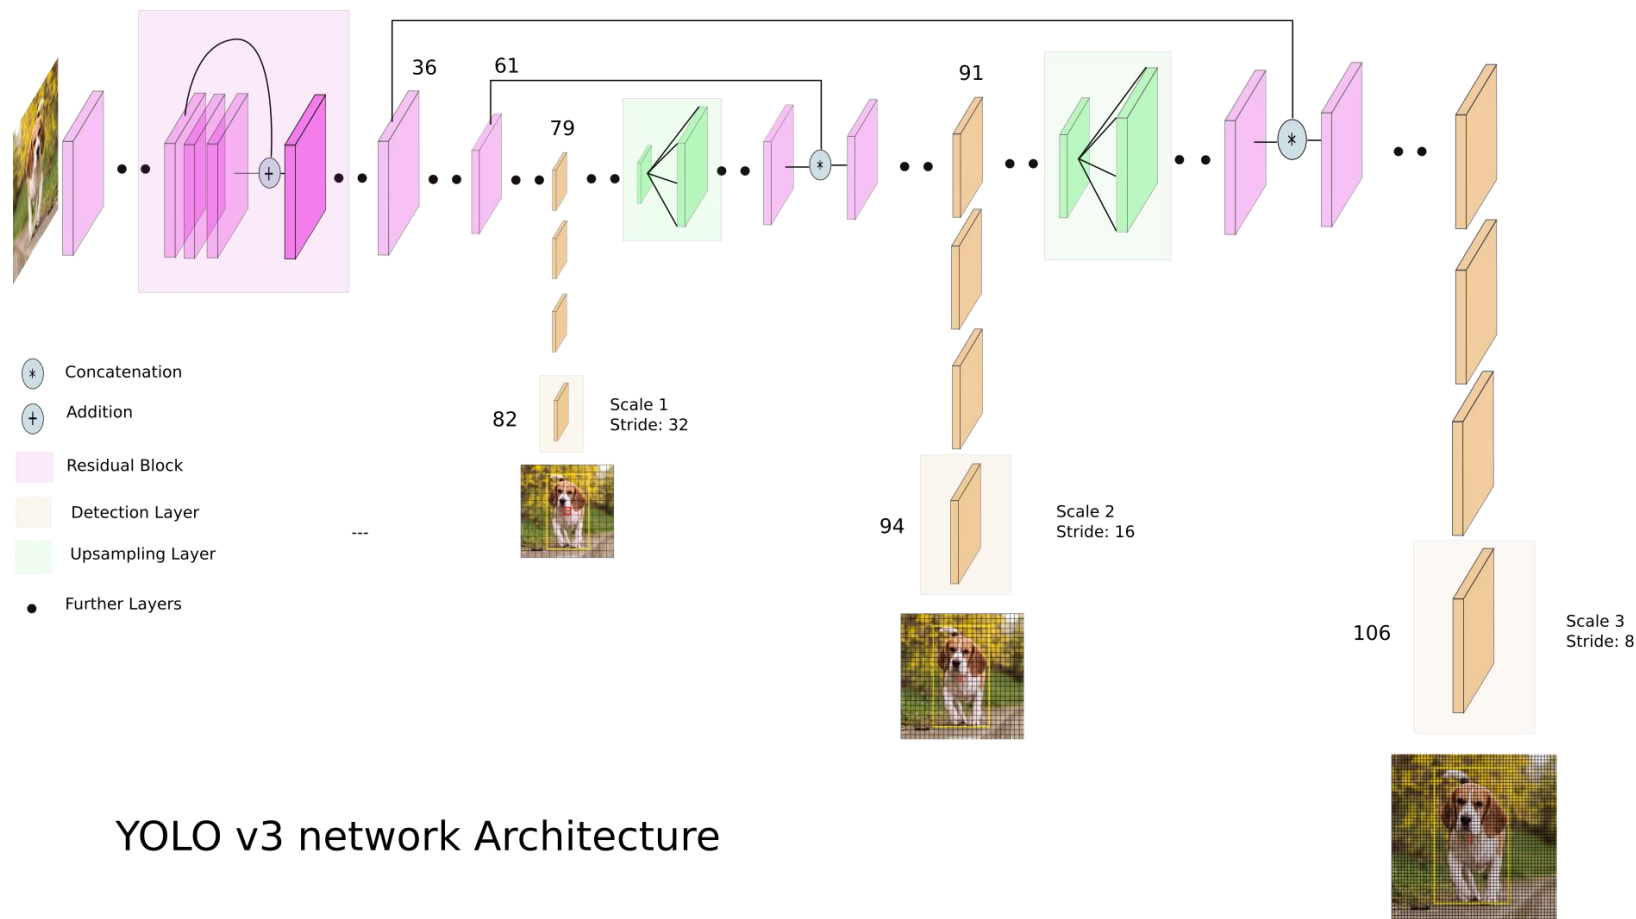 36
61
91
79
*
*
+
*
Concatenation
+
Addition
82
Scale 1
Stride: 32
Residual Block
Detection Layer
94
Scale 2
Stride: 16
---
Upsampling Layer
Further Layers
106
Scale 3
Stride: 8
YOLO v3 network Architecture